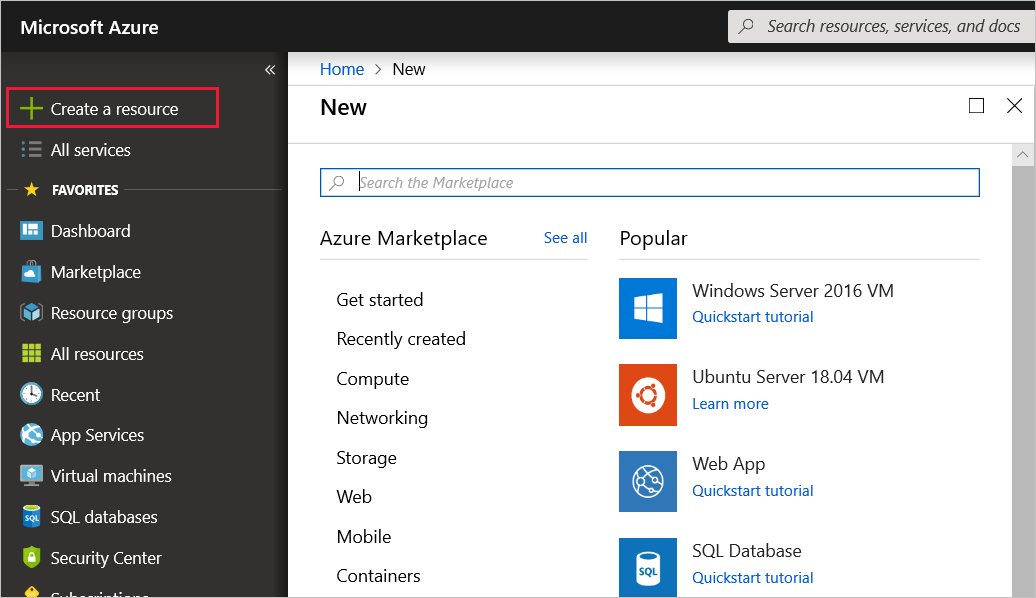 Microsoft Azure
Search resources, services, and docs
«
Create a resource
All services
FAVORITES
Dashboard
Marketplace
Resource groups
All resources
Recent
App Services
Virtual machines
SQL databases
SQL
Security Center
Subscriptions
Home > New
New
Search the Marketplace
Azure Marketplace
See all
Get started
Recently created
Compute
Networking
Storage
Web
Mobile
Containers
Popular
Windows Server 2016 VM
Quickstart tutorial
Ubuntu Server 18.04 VM
Learn more
Web App
Quickstart tutorial
SQL
SQL Database
Quickstart tutorial